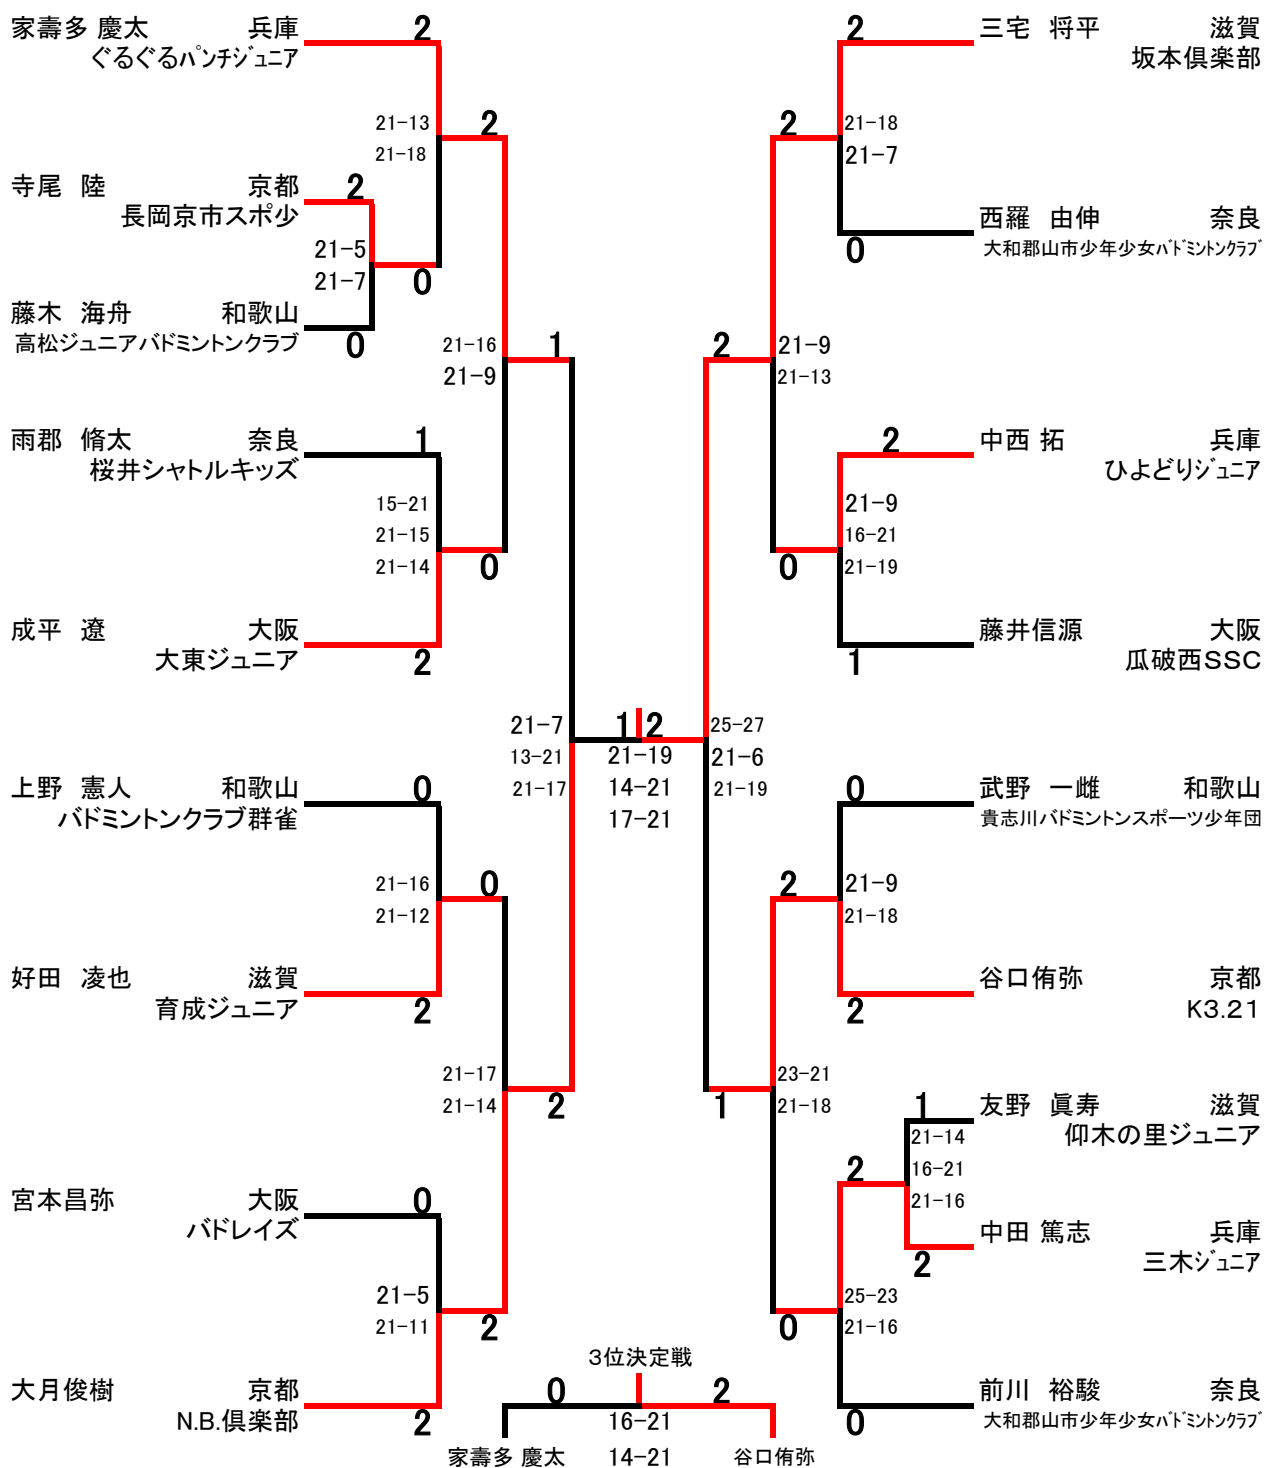 家壽多 慶太 兵庫 2
ぐるぐるパンチジュニア
21-13 2
21-18
寺尾 陸 京都 2
長岡京市スポ少
21-5
21-7 0
藤木 海舟 和歌山
高松ジュニアバドミントンクラブ 0
21-16 1
21-9
雨郡 脩太 奈良 1
桜井シャトルキッズ
15-21
21-15
21-14 0
成平 遼 大阪
大東ジュニア 2
21-7
13-21
21-17
上野 憲人 和歌山 0
バドミントンクラブ群雀
21-16 0
21-12
好田 凌也 滋賀
育成ジュニア 2
21-17
21-14 2
宮本昌弥 大阪 0
バドレイズ
21-5
21-11 2
大月俊樹 京都
N.B.倶楽部 2
1 2
21-19
14-21
17-21
2 三宅 将平 滋賀
坂本倶楽部
2 21-18
21-7
西羅 由伸 奈良
0 大和郡山市少年少女バドミントンクラブ
2 21-9
21-13
2 中西 拓 兵庫
ひよどりジュニア
21-9
16-21
0 21-19
藤井信源 大阪
1 瓜破西SSC
25-27
21-6
21-19
0 武野 一雌 和歌山
貴志川バドミントンスポーツ少年団
2 21-9
21-18
谷口侑弥 京都
2 K3.21
23-21
1 21-18
1 友野 眞寿 滋賀
仰木の里ジュニア
21-14
2 16-21
21-16
中田 篤志 兵庫
2 三木ジュニア
25-23
0 21-16
前川 裕駿 奈良
0 大和郡山市少年少女バドミントンクラブ
3位決定戦
0 2
16-21
家壽多 慶太 14-21 谷口侑弥